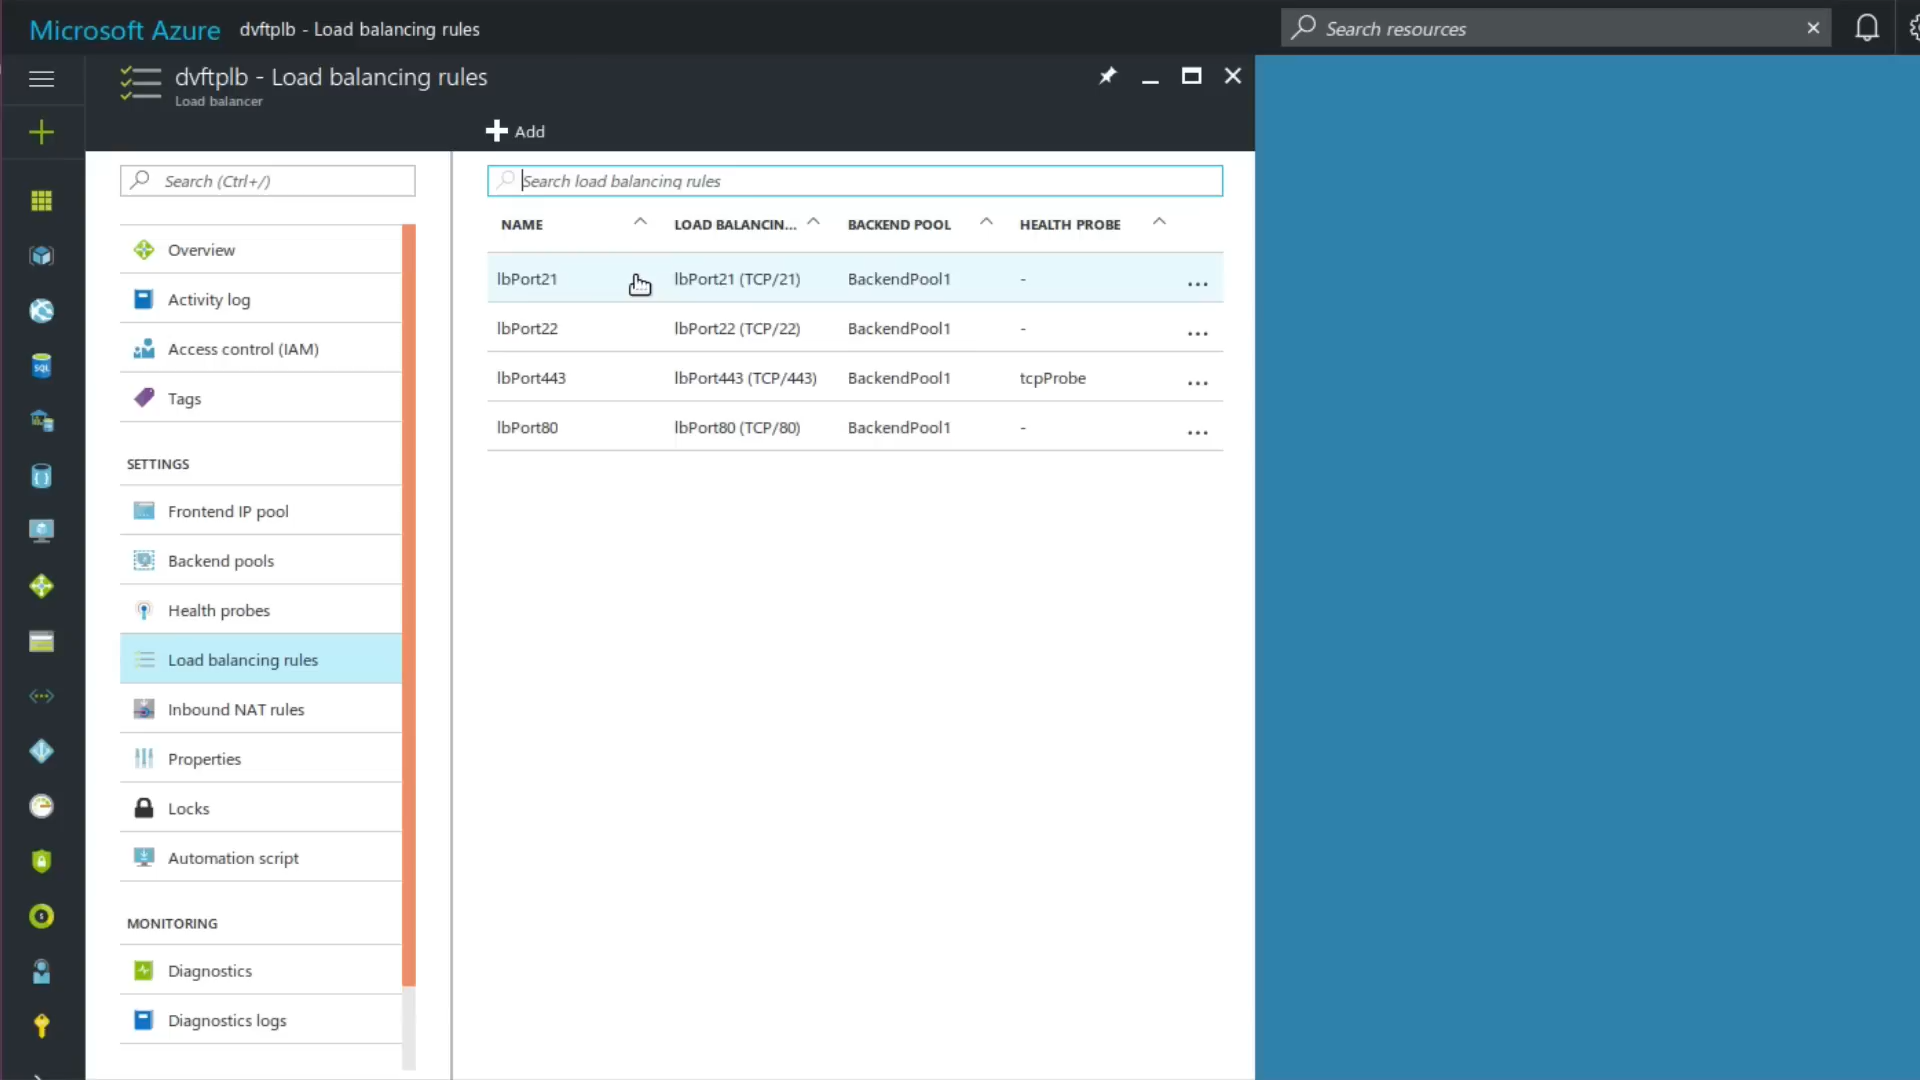 Microsoft Azure dvftplb - Load balancing rules Search resources
dvftplb - Load balancing rules
Load balancer
Add
Search (Ctrl+/)
Search load balancing rules
NAME LOAD BALANCIN... BACKEND POOL HEALTH PROBE
lbPort21 lbPort21 (TCP/21) BackendPool1 - ...
lbPort22 lbPort22 (TCP/22) BackendPool1 - ...
lbPort443 lbPort443 (TCP/443) BackendPool1 tcpProbe ...
lbPort80 lbPort80 (TCP/80) BackendPool1 - ...
Overview
Activity log
Access control (IAM)
Tags
SETTINGS
Frontend IP pool
Backend pools
Health probes
Load balancing rules
Inbound NAT rules
Properties
Locks
Automation script
MONITORING
Diagnostics
Diagnostics logs
SQL